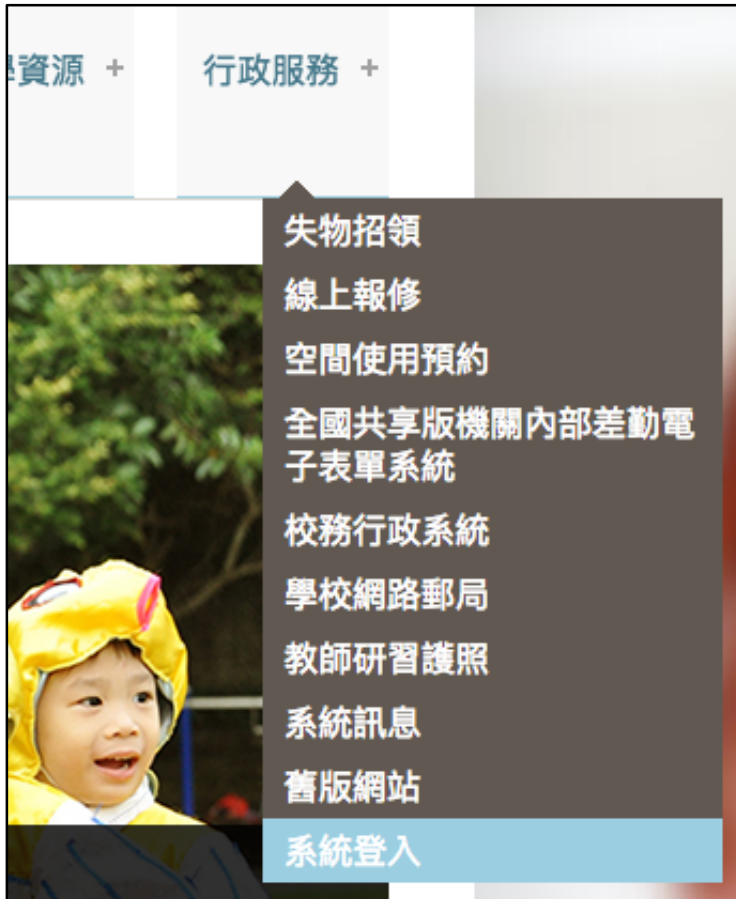 資源 +
行政服務 +
失物招領
線上報修
空間使用預約
全國共享版機關內部差勤電
子表單系統
校務行政系統
學校網路郵局
教師研習護照
系統訊息
舊版網站
系統登入